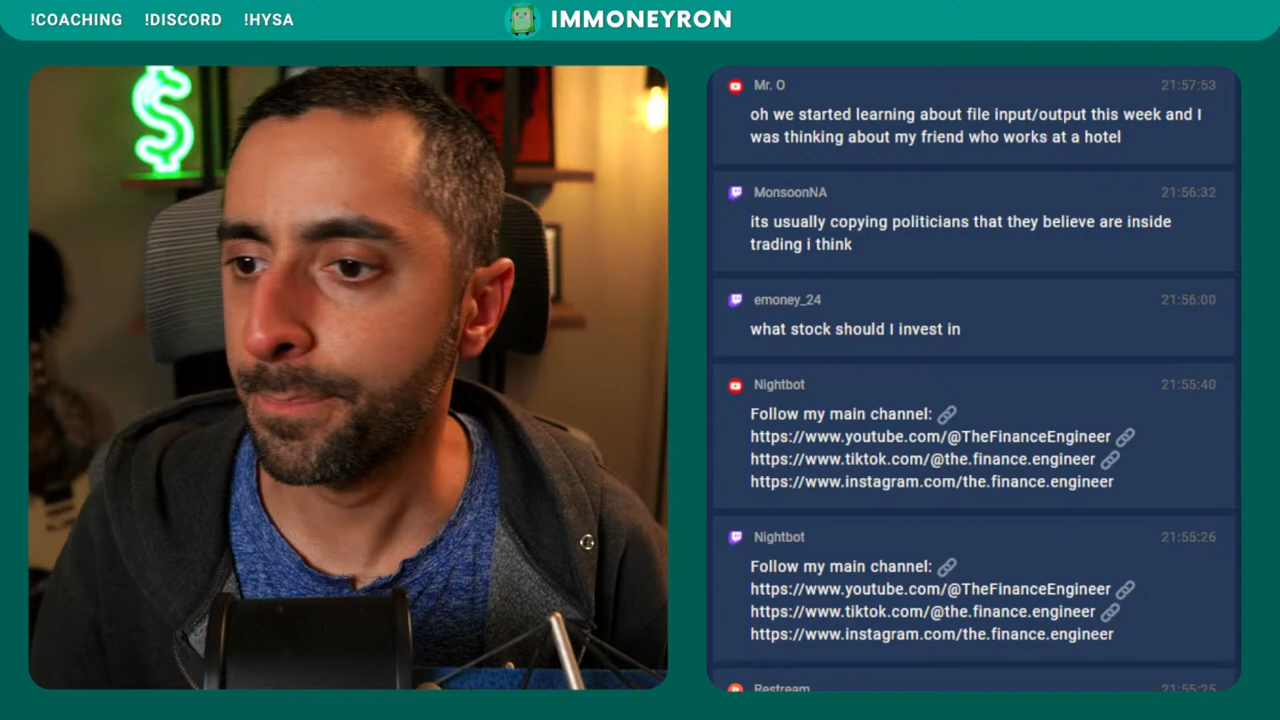 !COACHING !DISCORD !HYSA
IMMONEYRON
Mr. O 21:57:53
oh we started learning about file input/output this week and I
was thinking about my friend who works at a hotel
MonsoonNA 21:56:32
its usually copying politicians that they believe are inside
trading i think
emoney_24 21:56:00
what stock should I invest in
Nightbot 21:55:40
Follow my main channel: 🔗
https://www.youtube.com/@TheFinanceEngineer 🔗
https://www.tiktok.com/@the.finance.engineer 🔗
https://www.instagram.com/the.finance.engineer
Nightbot 21:55:26
Follow my main channel: 🔗
https://www.youtube.com/@TheFinanceEngineer 🔗
https://www.tiktok.com/@the.finance.engineer 🔗
https://www.instagram.com/the.finance.engineer
Restream 21:55:25